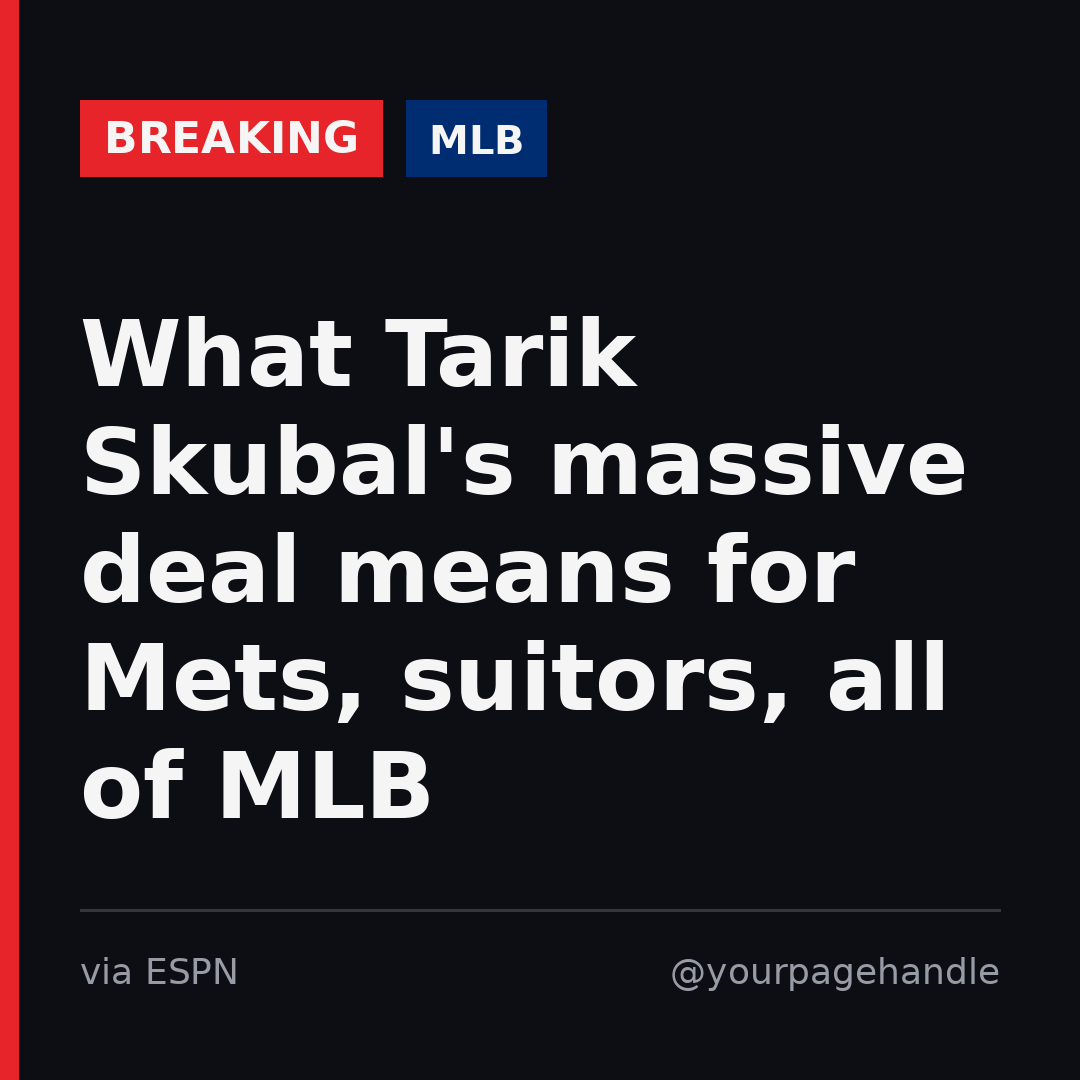 BREAKING MLB
What Tarik
Skubal's massive
deal means for
Mets, suitors, all
of MLB
via ESPN @yourpagehandle